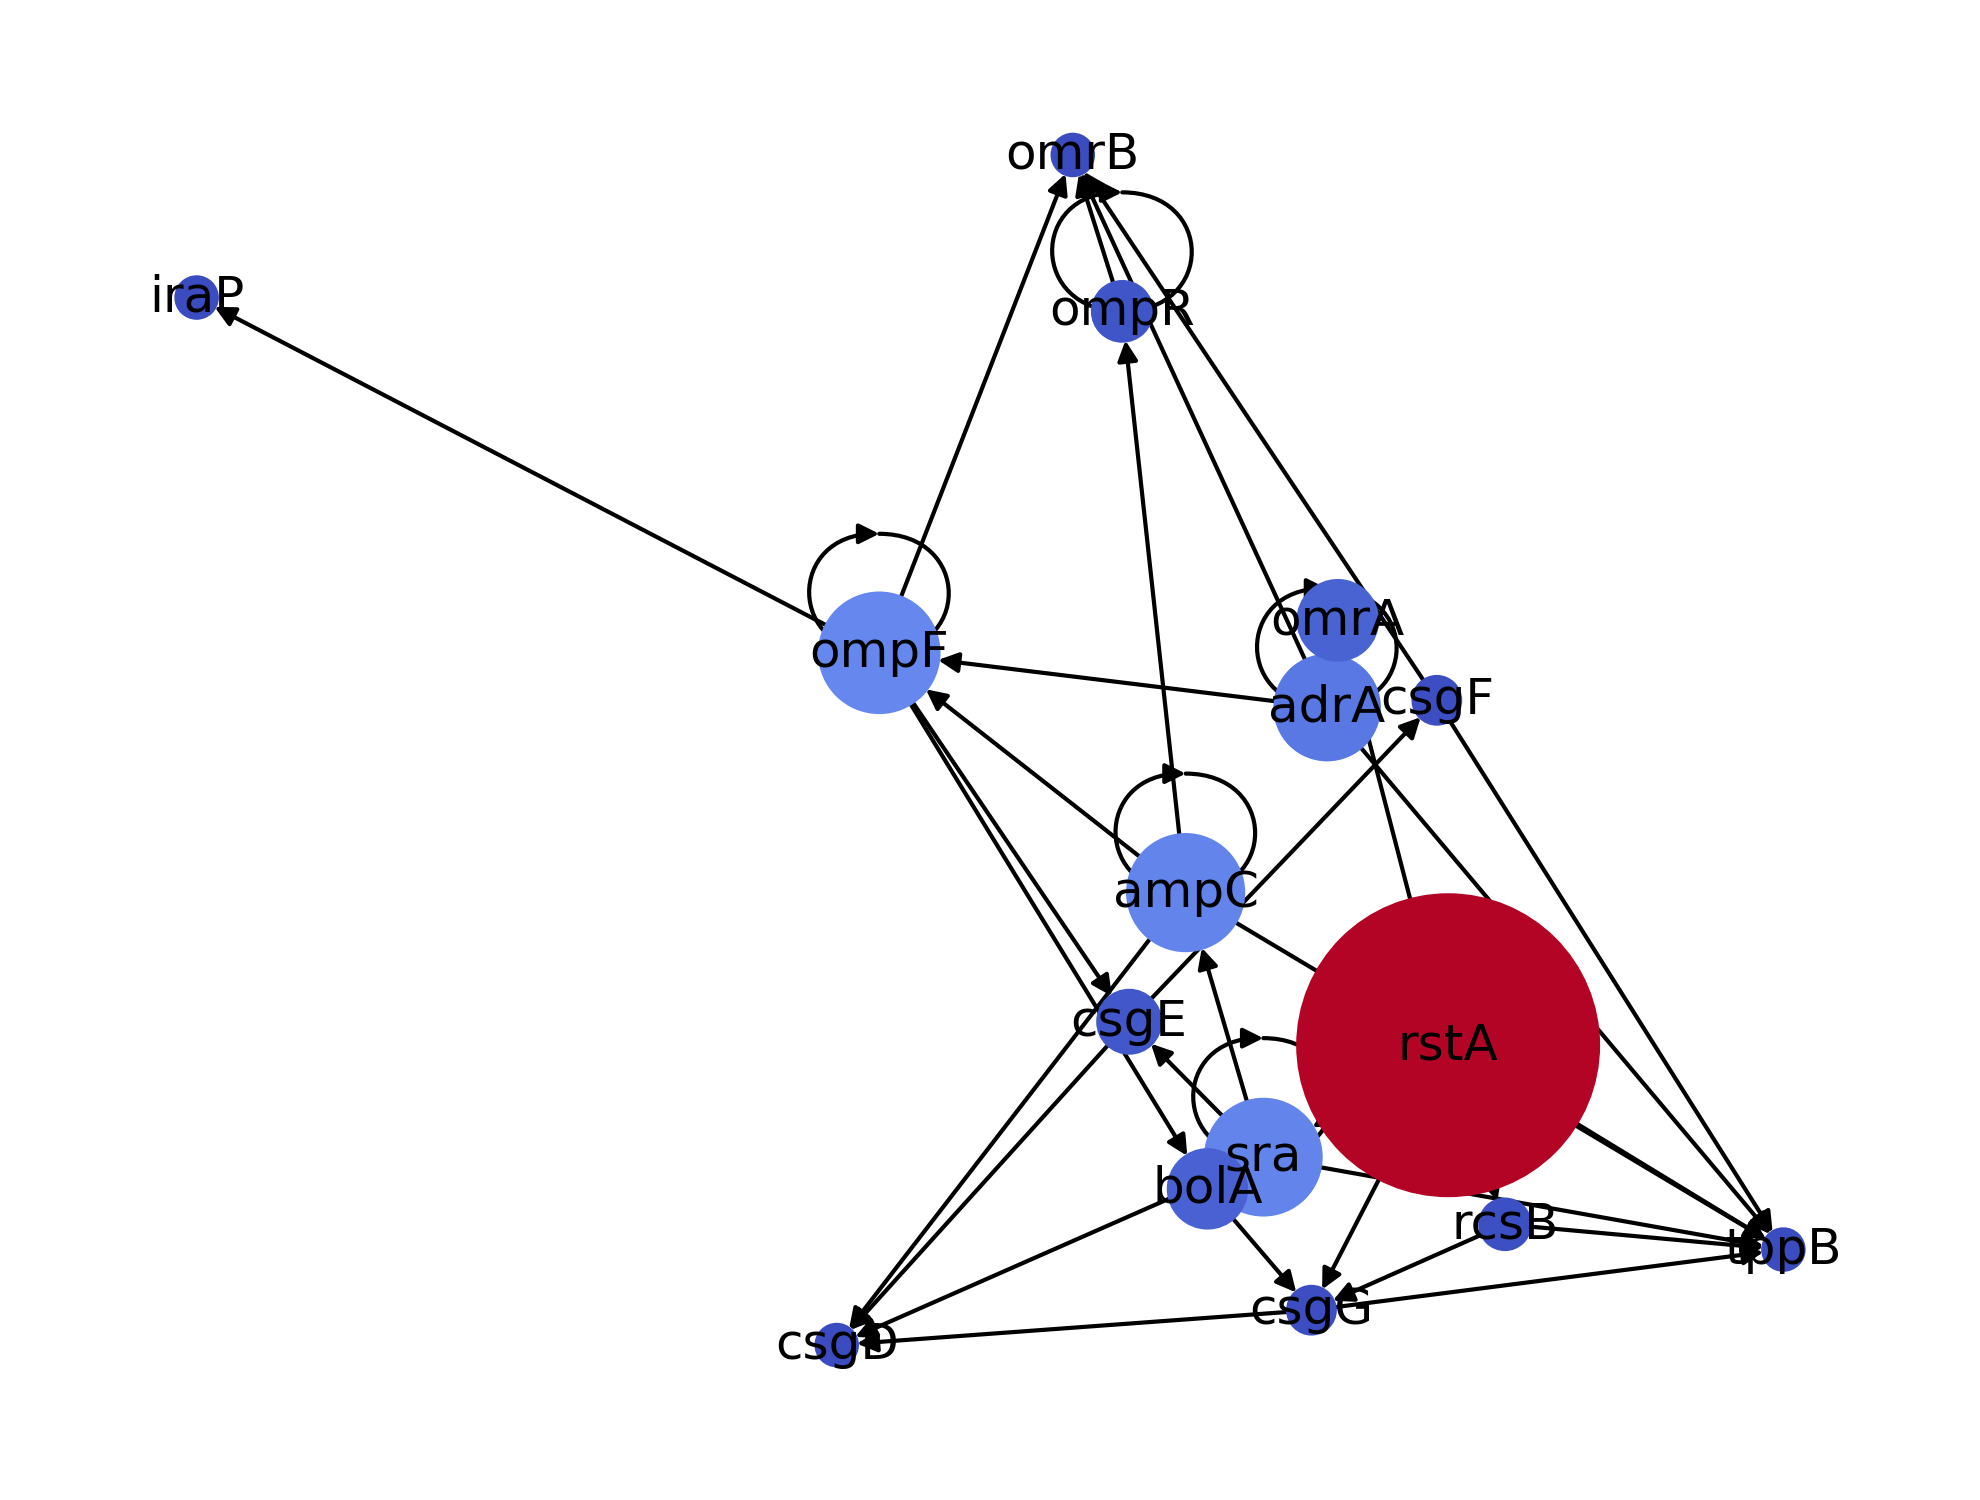 omrB
iraP
ompR
omrA
ompF
csgF
adrA
ampC
csgE
rstA
sra
bolA
rcsB
tppB
csgG
csgD